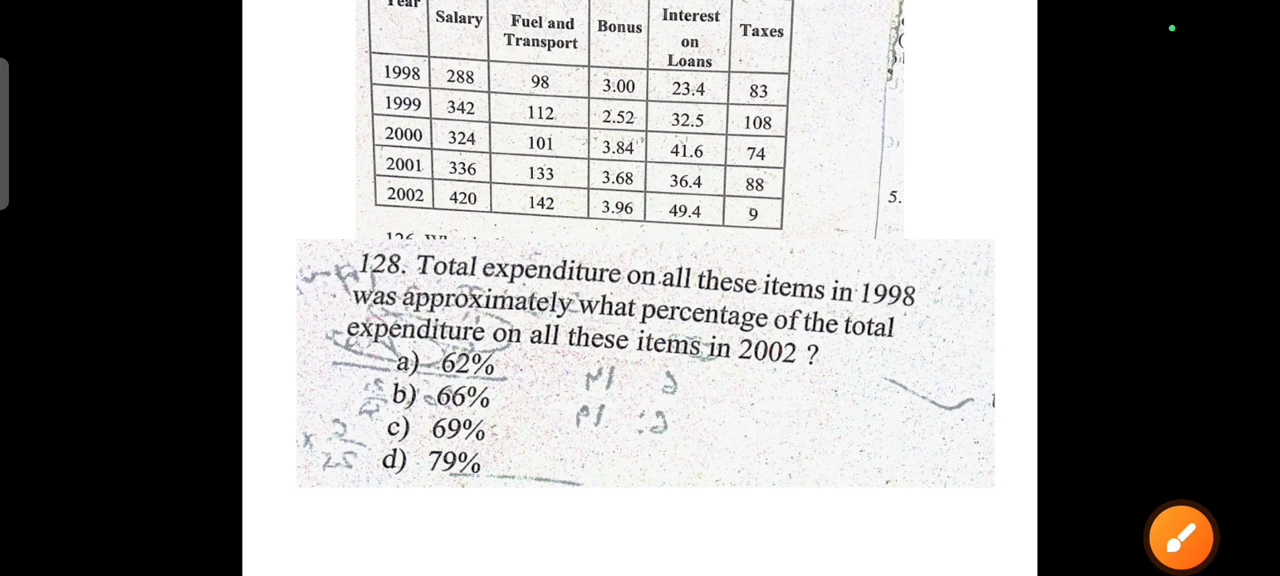 Year Salary Fuel and Transport Bonus Interest on Loans Taxes
1998 288 98 3.00 23.4 83
1999 342 112 2.52 32.5 108
2000 324 101 3.84 41.6 74
2001 336 133 3.68 36.4 88
2002 420 142 3.96 49.4 9
5.
128. Total expenditure on all these items in 1998
was approximately what percentage of the total
expenditure on all these items in 2002 ?
a) 62%
b) 66%
c) 69%
d) 79%